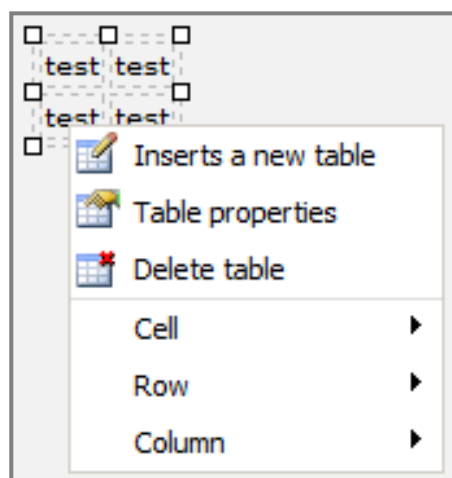 test test
test test
Inserts a new table
Table properties
Delete table
Cell
Row
Column